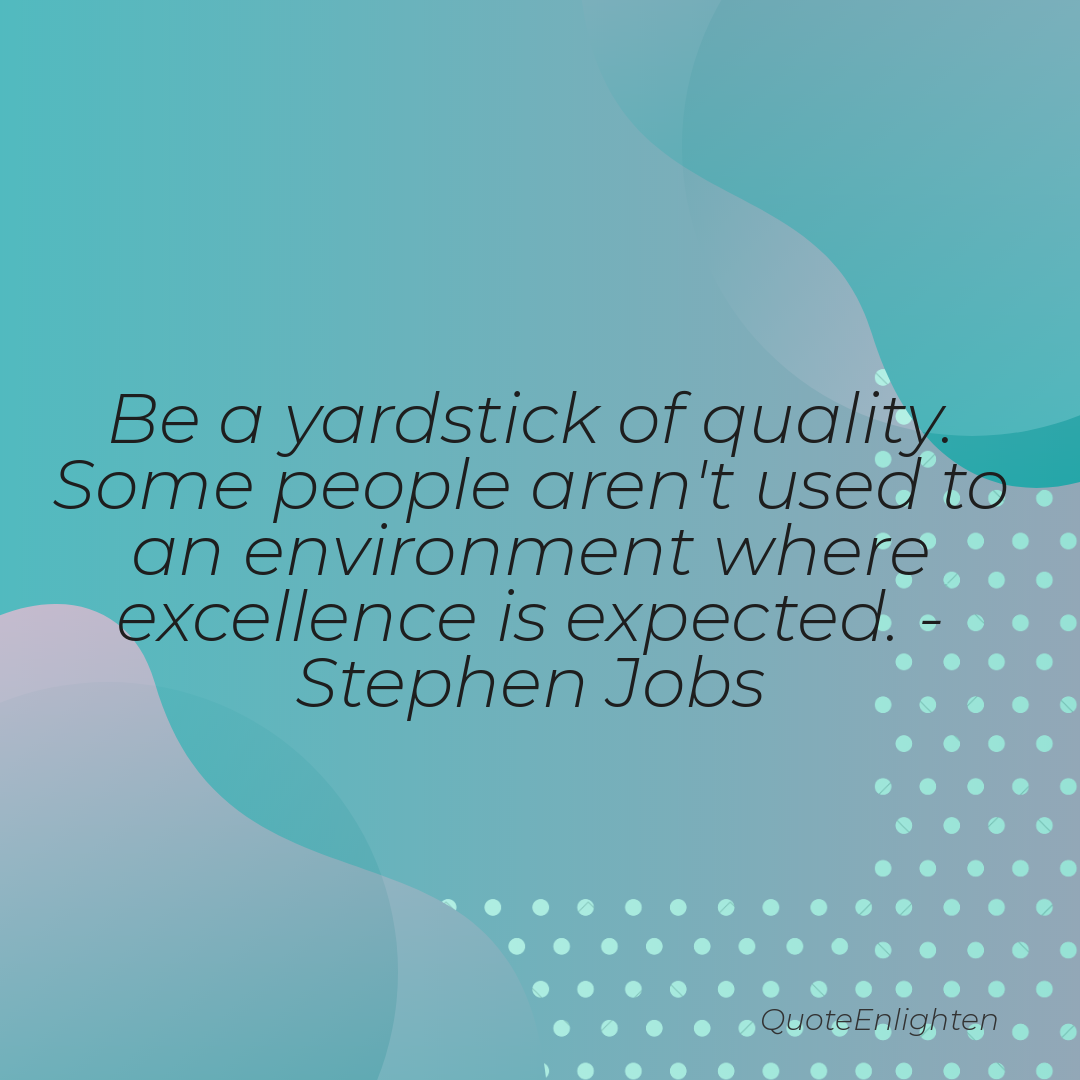 Be a yardstick of quality.
Some people aren't used to
an environment where
excellence is expected. -
Stephen Jobs
QuoteEnlighten